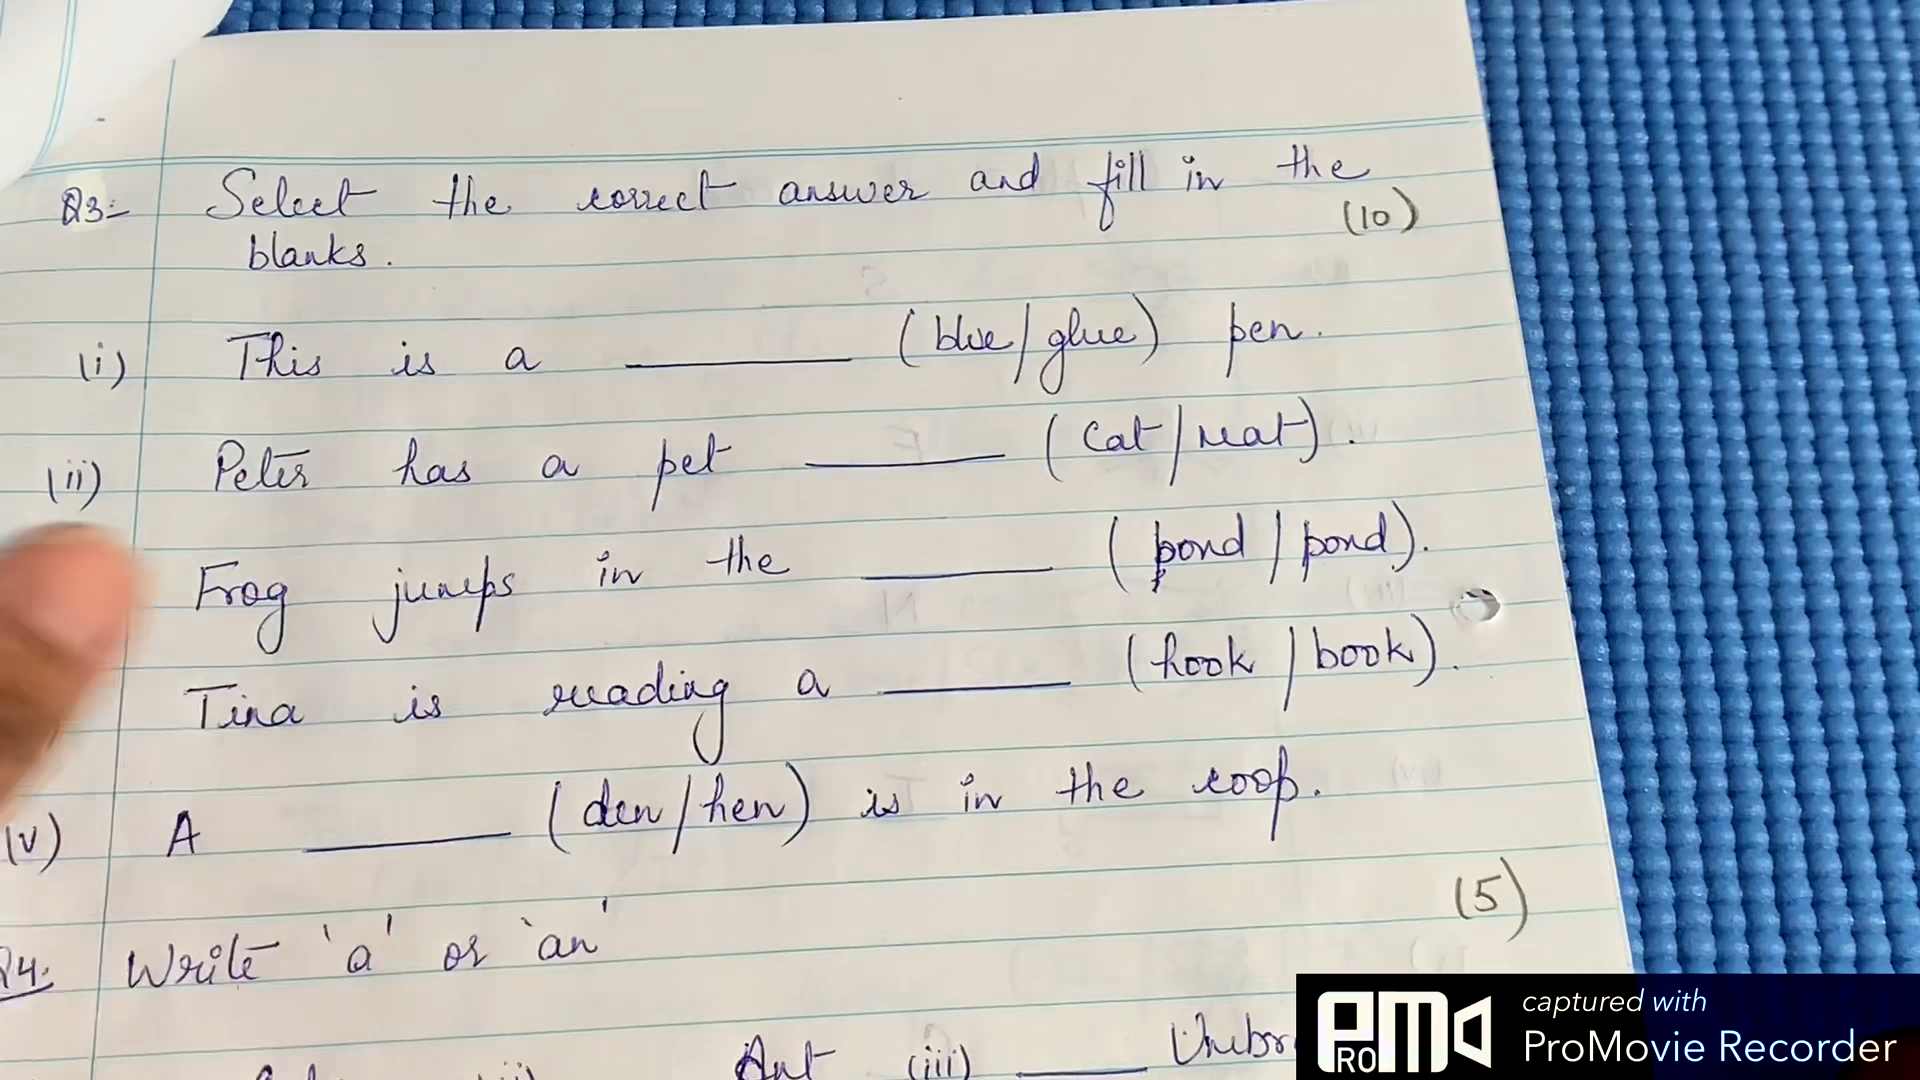 Q3:- Select the correct answer and fill in the
(10)
blanks.
(i) This is a ________ (blue/glue) pen.
(ii) Peter has a pet ________ (cat/mat).
Frog jumps in the ________ (pond/pond).
Tina is reading a ________ (hook/book).
(v) A ________ (den/hen) is in the coop.
(5)
Q4. Write 'a' or 'an'
Ant (iii) ________
captured with
PRO M ProMovie Recorder